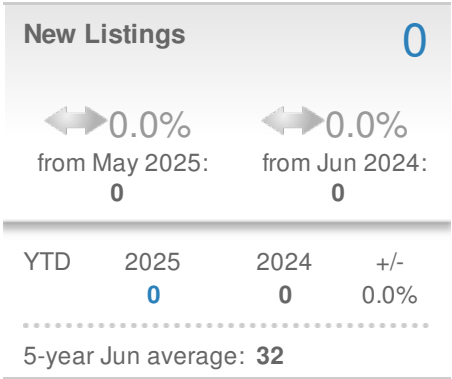 New Listings 0
0.0% 0.0%
from May 2025: from Jun 2024:
0 0
YTD 2025 2024 +/-
0 0 0.0%
5-year Jun average: 32